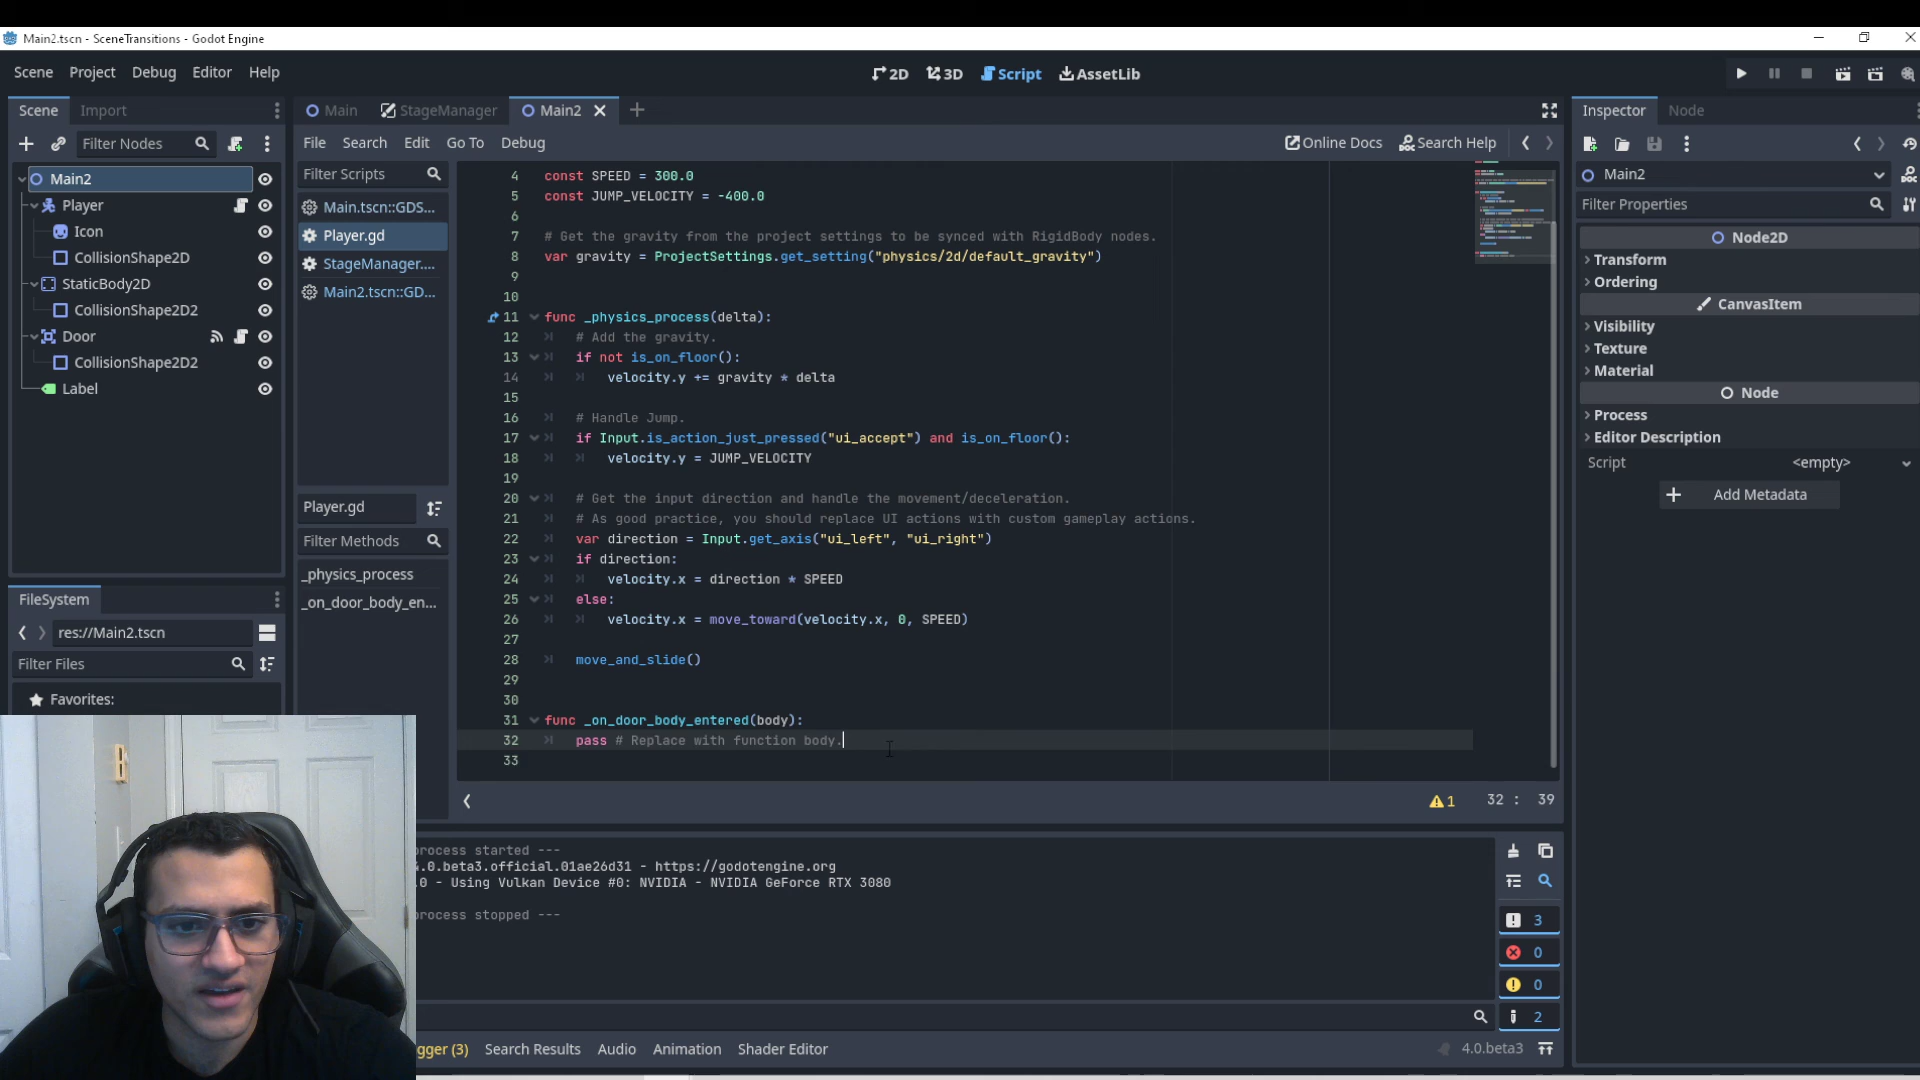 Main2.tscn - SceneTransitions - Godot Engine
Scene Project Debug Editor Help
2D 3D Script AssetLib
Scene Import
Main StageManager Main2
Inspector Node
Filter Nodes
File Search Edit Go To Debug
Online Docs Search Help
Main2
Player
Icon
CollisionShape2D
StaticBody2D
CollisionShape2D2
Door
CollisionShape2D2
Label
Filter Scripts
Main.tscn::GDS...
Player.gd
StageManager....
Main2.tscn::GD...
Player.gd
Filter Methods
_physics_process
_on_door_body_en...
4 const SPEED = 300.0
5 const JUMP_VELOCITY = -400.0
6
7 # Get the gravity from the project settings to be synced with RigidBody nodes.
8 var gravity = ProjectSettings.get_setting("physics/2d/default_gravity")
9
10
11 func _physics_process(delta):
12 # Add the gravity.
13 if not is_on_floor():
14 velocity.y += gravity * delta
15
16 # Handle Jump.
17 if Input.is_action_just_pressed("ui_accept") and is_on_floor():
18 velocity.y = JUMP_VELOCITY
19
20 # Get the input direction and handle the movement/deceleration.
21 # As good practice, you should replace UI actions with custom gameplay actions.
22 var direction = Input.get_axis("ui_left", "ui_right")
23 if direction:
24 velocity.x = direction * SPEED
25 else:
26 velocity.x = move_toward(velocity.x, 0, SPEED)
27
28 move_and_slide()
29
30
31 func _on_door_body_entered(body):
32 pass # Replace with function body.
33
1 32 : 39
Main2
Filter Properties
Node2D
Transform
Ordering
CanvasItem
Visibility
Texture
Material
Node
Process
Editor Description
Script <empty>
Add Metadata
FileSystem
res://Main2.tscn
Filter Files
Favorites:
process started ---
.0.beta3.official.01ae26d31 - https://godotengine.org
.0 - Using Vulkan Device #0: NVIDIA - NVIDIA GeForce RTX 3080
process stopped ---
3
0
0
2
gger (3) Search Results Audio Animation Shader Editor
4.0.beta3